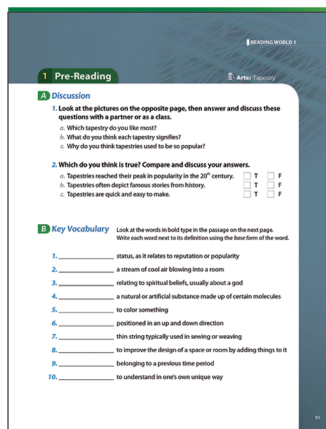 READING WORLD 1
1 Pre-Reading
Arts: Tapestry
A Discussion
1. Look at the pictures on the opposite page, then answer and discuss these
questions with a partner or as a class.
a. Which tapestry do you like most?
b. What do you think each tapestry signifies?
c. Why do you think tapestries used to be so popular?
2. Which do you think is true? Compare and discuss your answers.
a. Tapestries reached their peak in popularity in the 20th century. T F
b. Tapestries often depict famous stories from history. T F
c. Tapestries are quick and easy to make. T F
B Key Vocabulary Look at the words in bold type in the passage on the next page.
Write each word next to its definition using the base form of the word.
1. ____________ status, as it relates to reputation or popularity
2. ____________ a stream of cool air blowing into a room
3. ____________ relating to spiritual beliefs, usually about a god
4. ____________ a natural or artificial substance made up of certain molecules
5. ____________ to color something
6. ____________ positioned in an up and down direction
7. ____________ thin string typically used in sewing or weaving
8. ____________ to improve the design of a space or room by adding things to it
9. ____________ belonging to a previous time period
10. ____________ to understand in one's own unique way